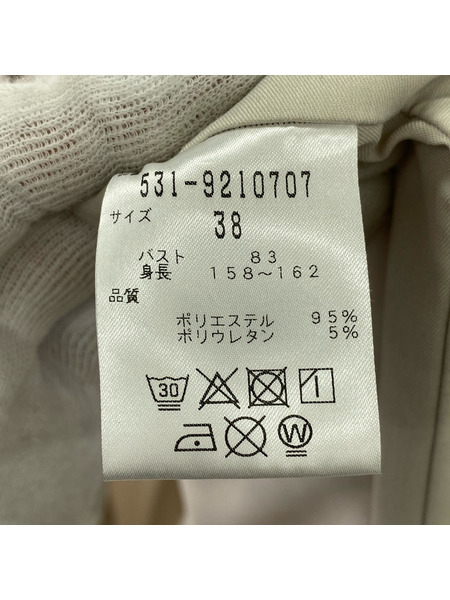 531-9210707
サイズ 38
バスト 83
身長 158~162
品質
ポリエステル 95%
ポリウレタン 5%
30
W